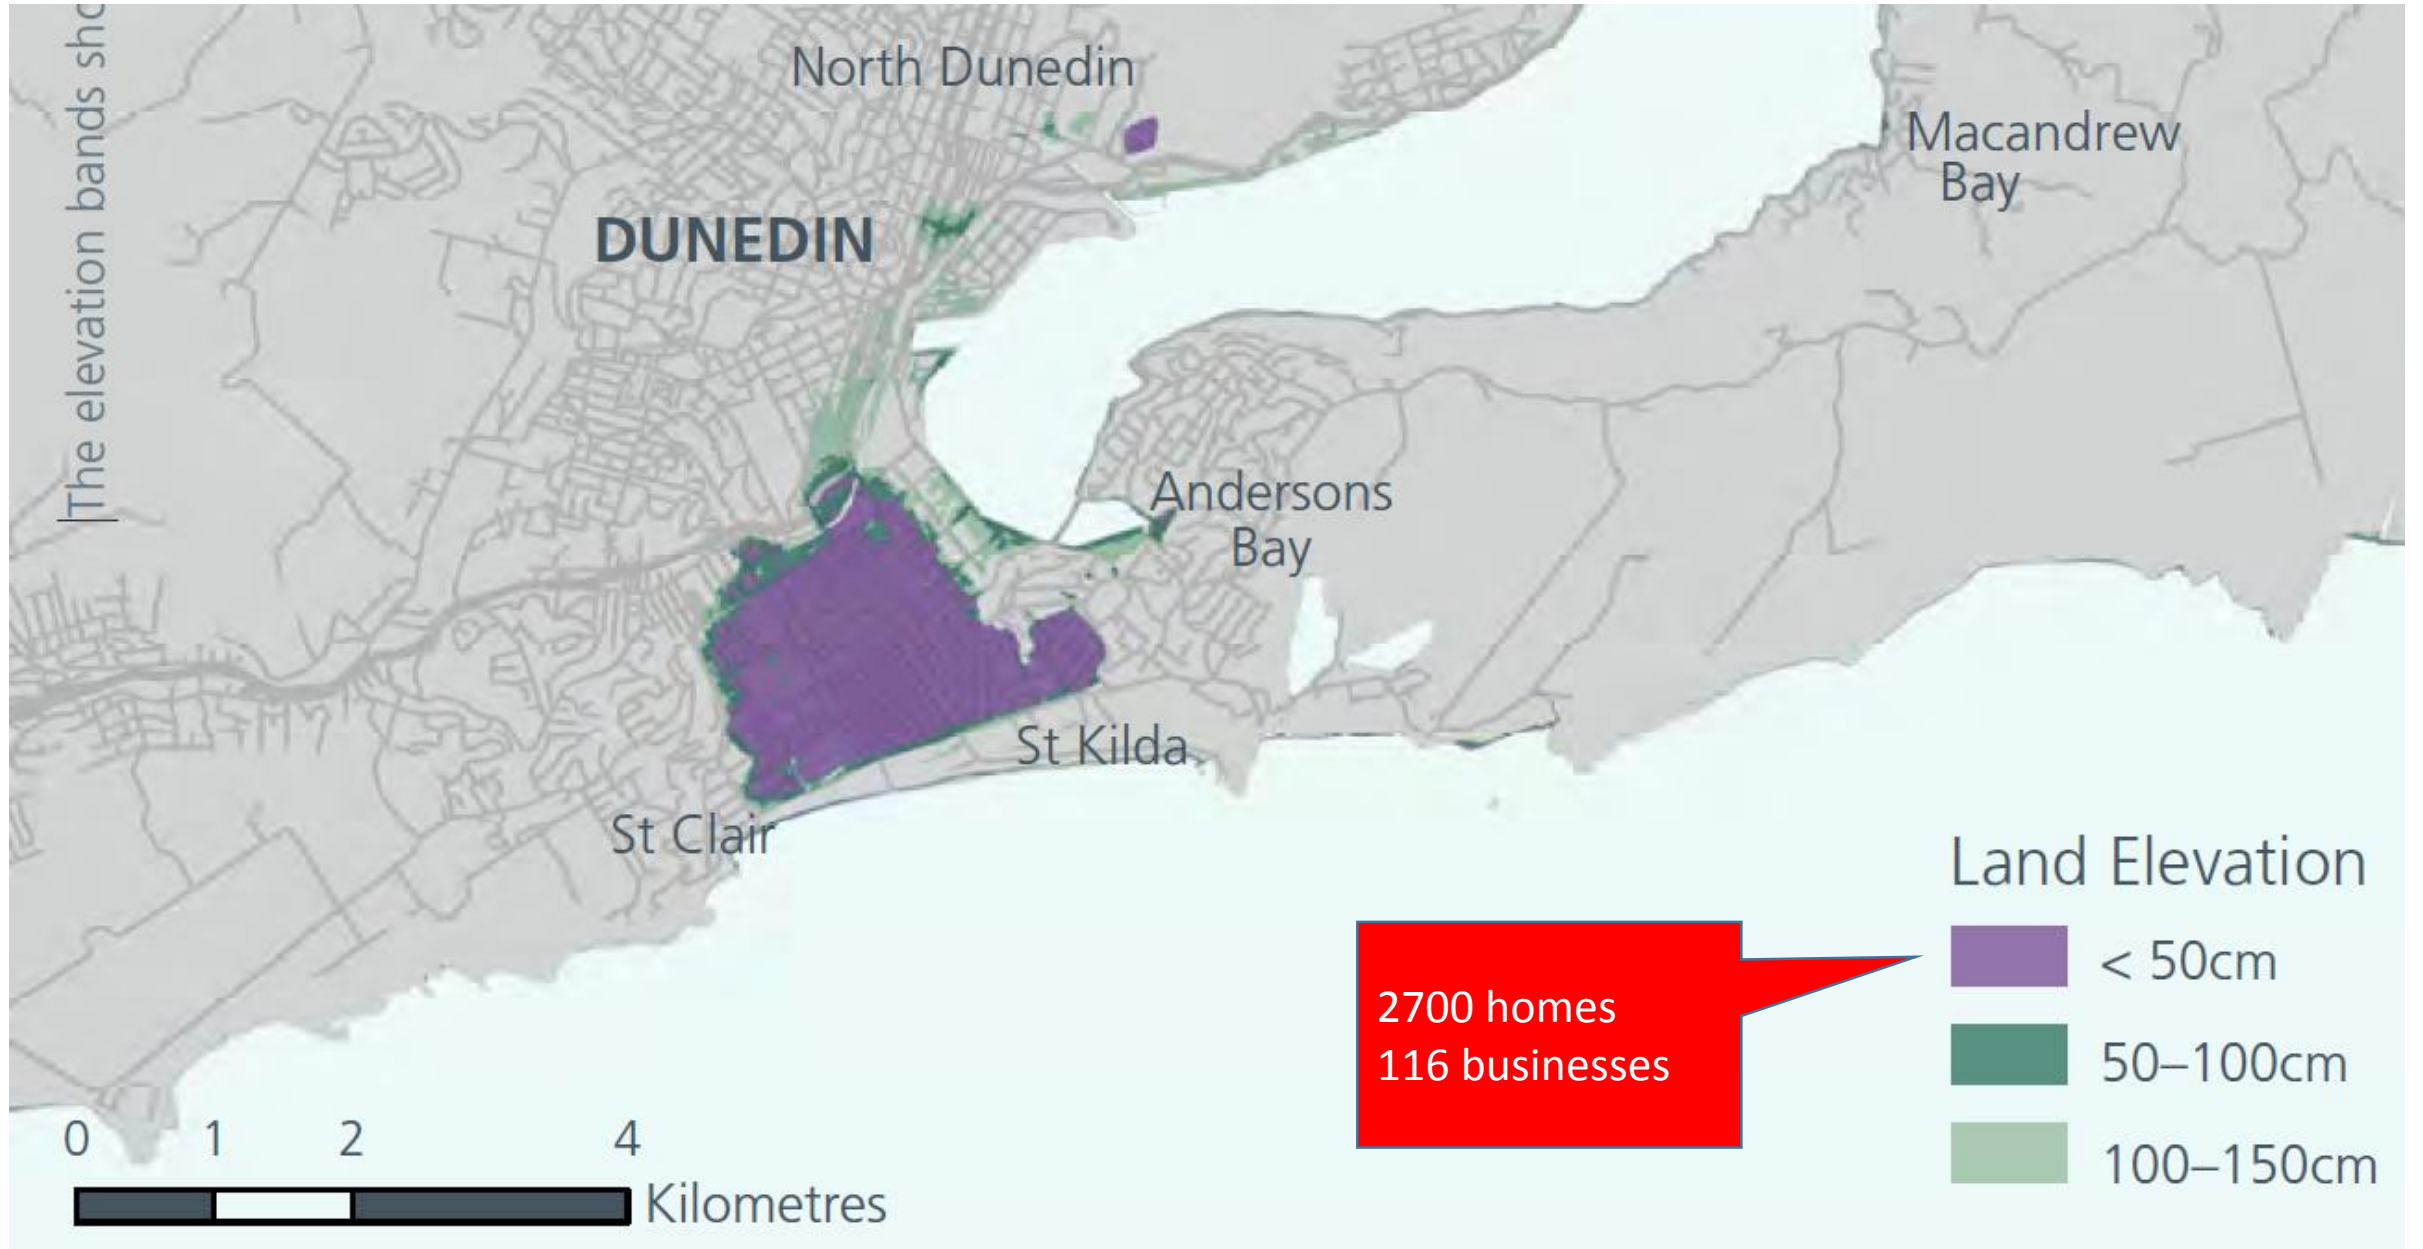 The elevation bands sho
North Dunedin
Macandrew
Bay
DUNEDIN
Andersons
Bay
St Kilda
St Clair
Land Elevation
< 50cm
50–100cm
100–150cm
2700 homes
116 businesses
0 1 2 4
Kilometres